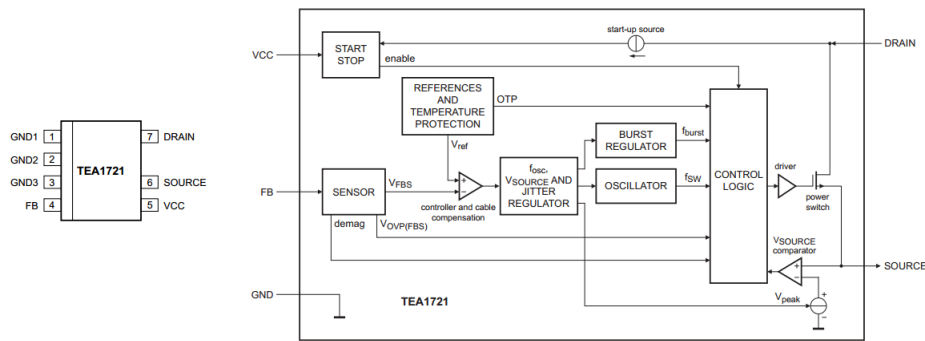 GND1
1
GND2
2
GND3
3
FB
4
TEA1721
7
DRAIN
6
SOURCE
5
VCC
VCC
START
STOP
enable
start-up source
DRAIN
REFERENCES
AND
TEMPERATURE
PROTECTION
OTP
Vref
BURST
REGULATOR
fburst
FB
SENSOR
VFBS
controller and cable
compensation
fosc,
VSOURCE AND
JITTER
REGULATOR
OSCILLATOR
fSW
CONTROL
LOGIC
driver
power
switch
demag
VOVP(FBS)
VSOURCE
comparator
SOURCE
GND
TEA1721
Vpeak